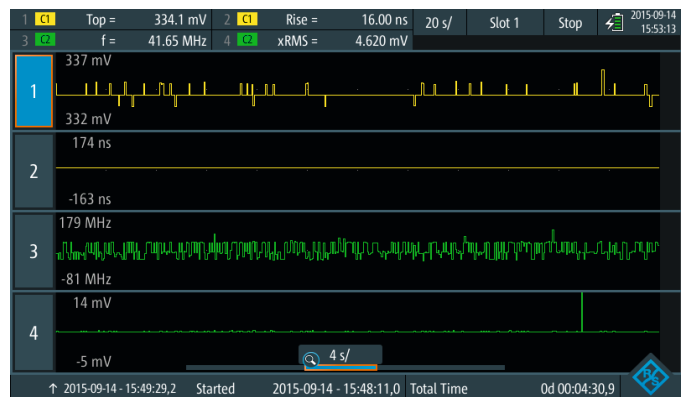 1 C1 Top = 334.1 mV 2 C1 Rise = 16.00 ns 20 s/ Slot 1 Stop 2015-09-14
15:53:13
3 C2 f = 41.65 MHz 4 C2 xRMS = 4.620 mV
337 mV
1
332 mV
174 ns
2
-163 ns
179 MHz
3
-81 MHz
14 mV
4
-5 mV
4 s/
↑ 2015-09-14 - 15:49:29,2 Started 2015-09-14 - 15:48:11,0 Total Time 0d 00:04:30,9
R&S